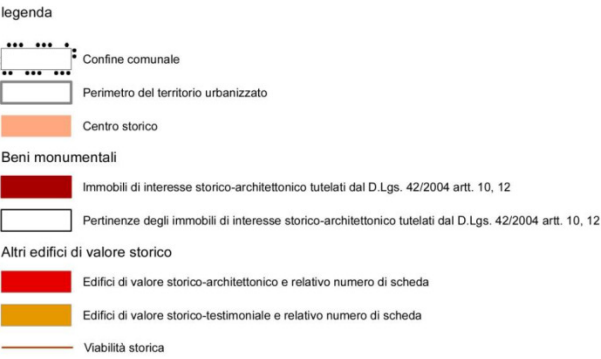 legenda
Confine comunale
Perimetro del territorio urbanizzato
Centro storico
Beni monumentali
Immobili di interesse storico-architettonico tutelati dal D.Lgs. 42/2004 artt. 10, 12
Pertinenze degli immobili di interesse storico-architettonico tutelati dal D.Lgs. 42/2004 artt. 10, 12
Altri edifici di valore storico
Edifici di valore storico-architettonico e relativo numero di scheda
Edifici di valore storico-testimoniale e relativo numero di scheda
Viabilità storica